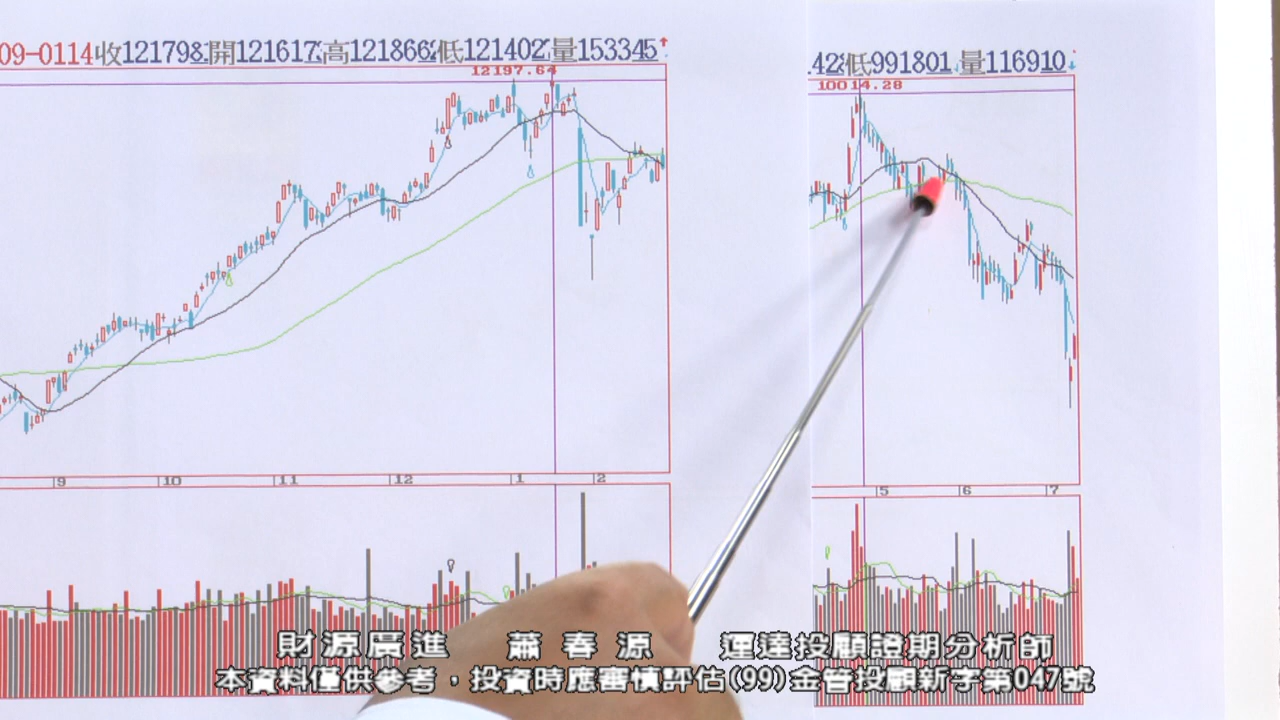 09-0114收121798開121617高121866低121402量153345↑
12197.64
9 10 11 12 1 2
.428低991801量116910↓
10014.28
5 6 7
財源廣進 蕭春源 運達投顧證期分析師
本資料僅供參考，投資時應審慎評估(99)金管投顧新字第047號